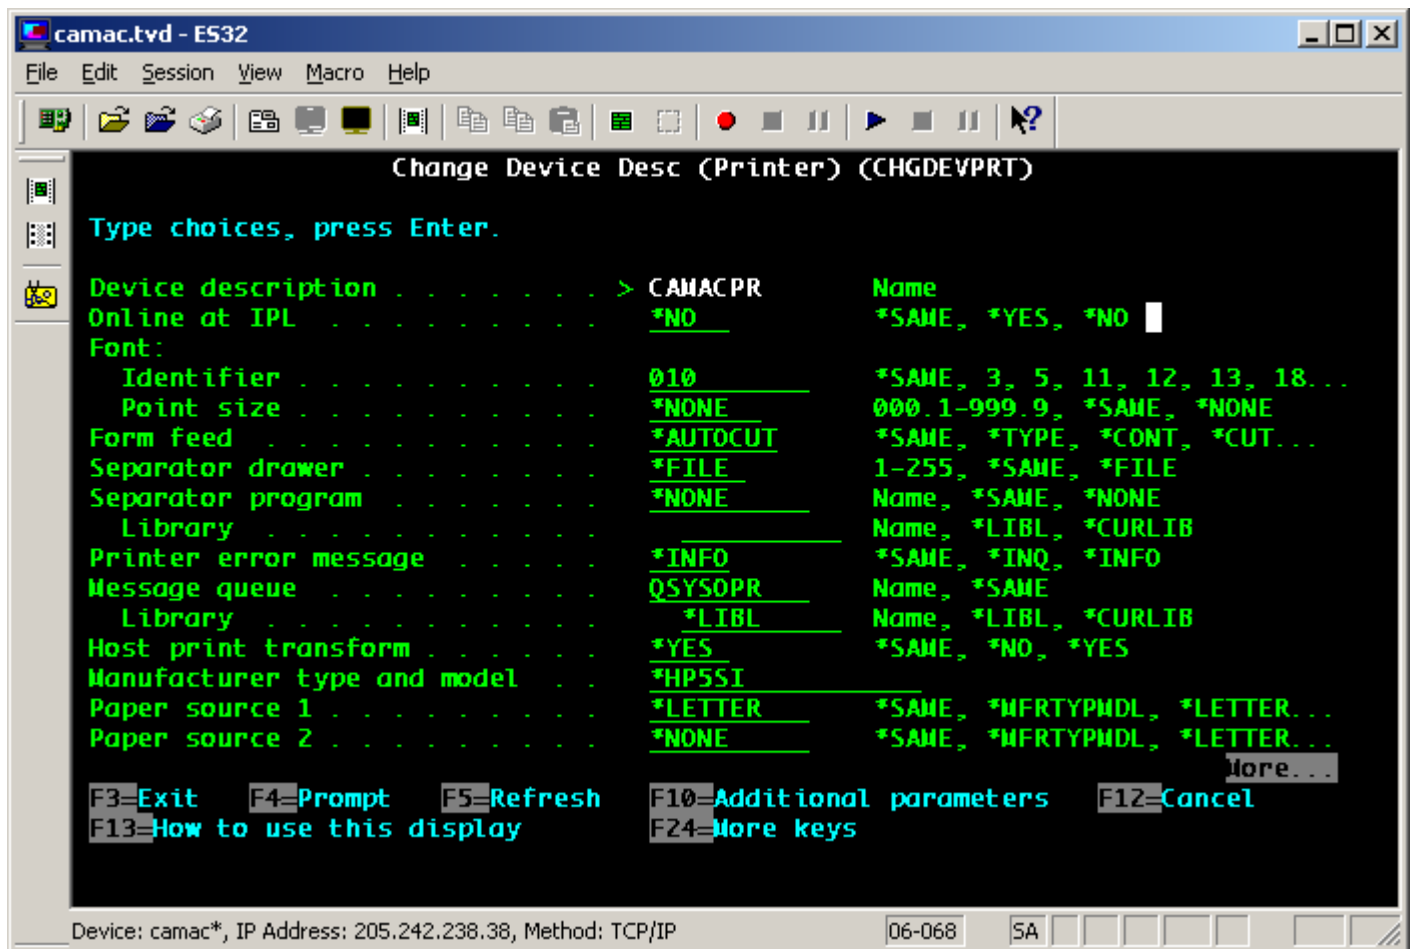 camac.tvd - ES32
File Edit Session View Macro Help
Change Device Desc (Printer) (CHGDEVPRT)
Type choices, press Enter.
Device description . . . . . . . > CAMACPR Name
Online at IPL . . . . . . . . . *NO *SAME, *YES, *NO
Font:
Identifier . . . . . . . . . . 010 *SAME, 3, 5, 11, 12, 13, 18...
Point size . . . . . . . . . . *NONE 000.1-999.9, *SAME, *NONE
Form feed . . . . . . . . . . . *AUTOCUT *SAME, *TYPE, *CONT, *CUT...
Separator drawer . . . . . . . . *FILE 1-255, *SAME, *FILE
Separator program . . . . . . . *NONE Name, *SAME, *NONE
Library . . . . . . . . . . . Name, *LIBL, *CURLIB
Printer error message . . . . . *INFO *SAME, *INQ, *INFO
Message queue . . . . . . . . . QSYSOPR Name, *SAME
Library . . . . . . . . . . . *LIBL Name, *LIBL, *CURLIB
Host print transform . . . . . . *YES *SAME, *NO, *YES
Manufacturer type and model . . *HP5SI
Paper source 1 . . . . . . . . . *LETTER *SAME, *MFRTYPMDL, *LETTER...
Paper source 2 . . . . . . . . . *NONE *SAME, *MFRTYPMDL, *LETTER...
More...
F3=Exit F4=Prompt F5=Refresh F10=Additional parameters F12=Cancel
F13=How to use this display F24=More keys
Device: camac*, IP Address: 205.242.238.38, Method: TCP/IP 06-068 SA